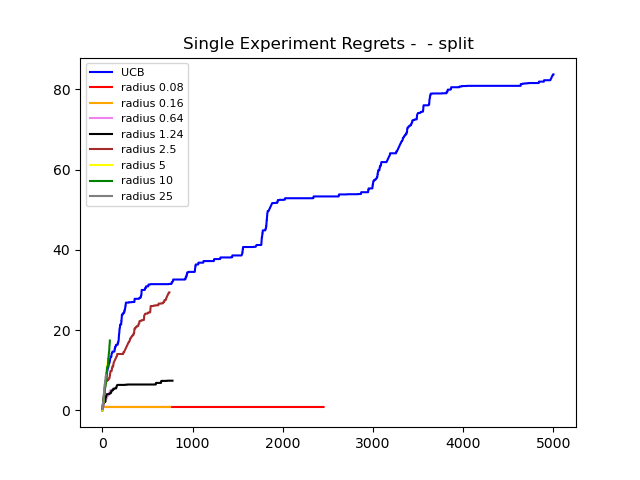 Single Experiment Regrets -  - split
UCB
radius 0.08
radius 0.16
radius 0.64
radius 1.24
radius 2.5
radius 5
radius 10
radius 25
80
60
40
20
0
0 1000 2000 3000 4000 5000